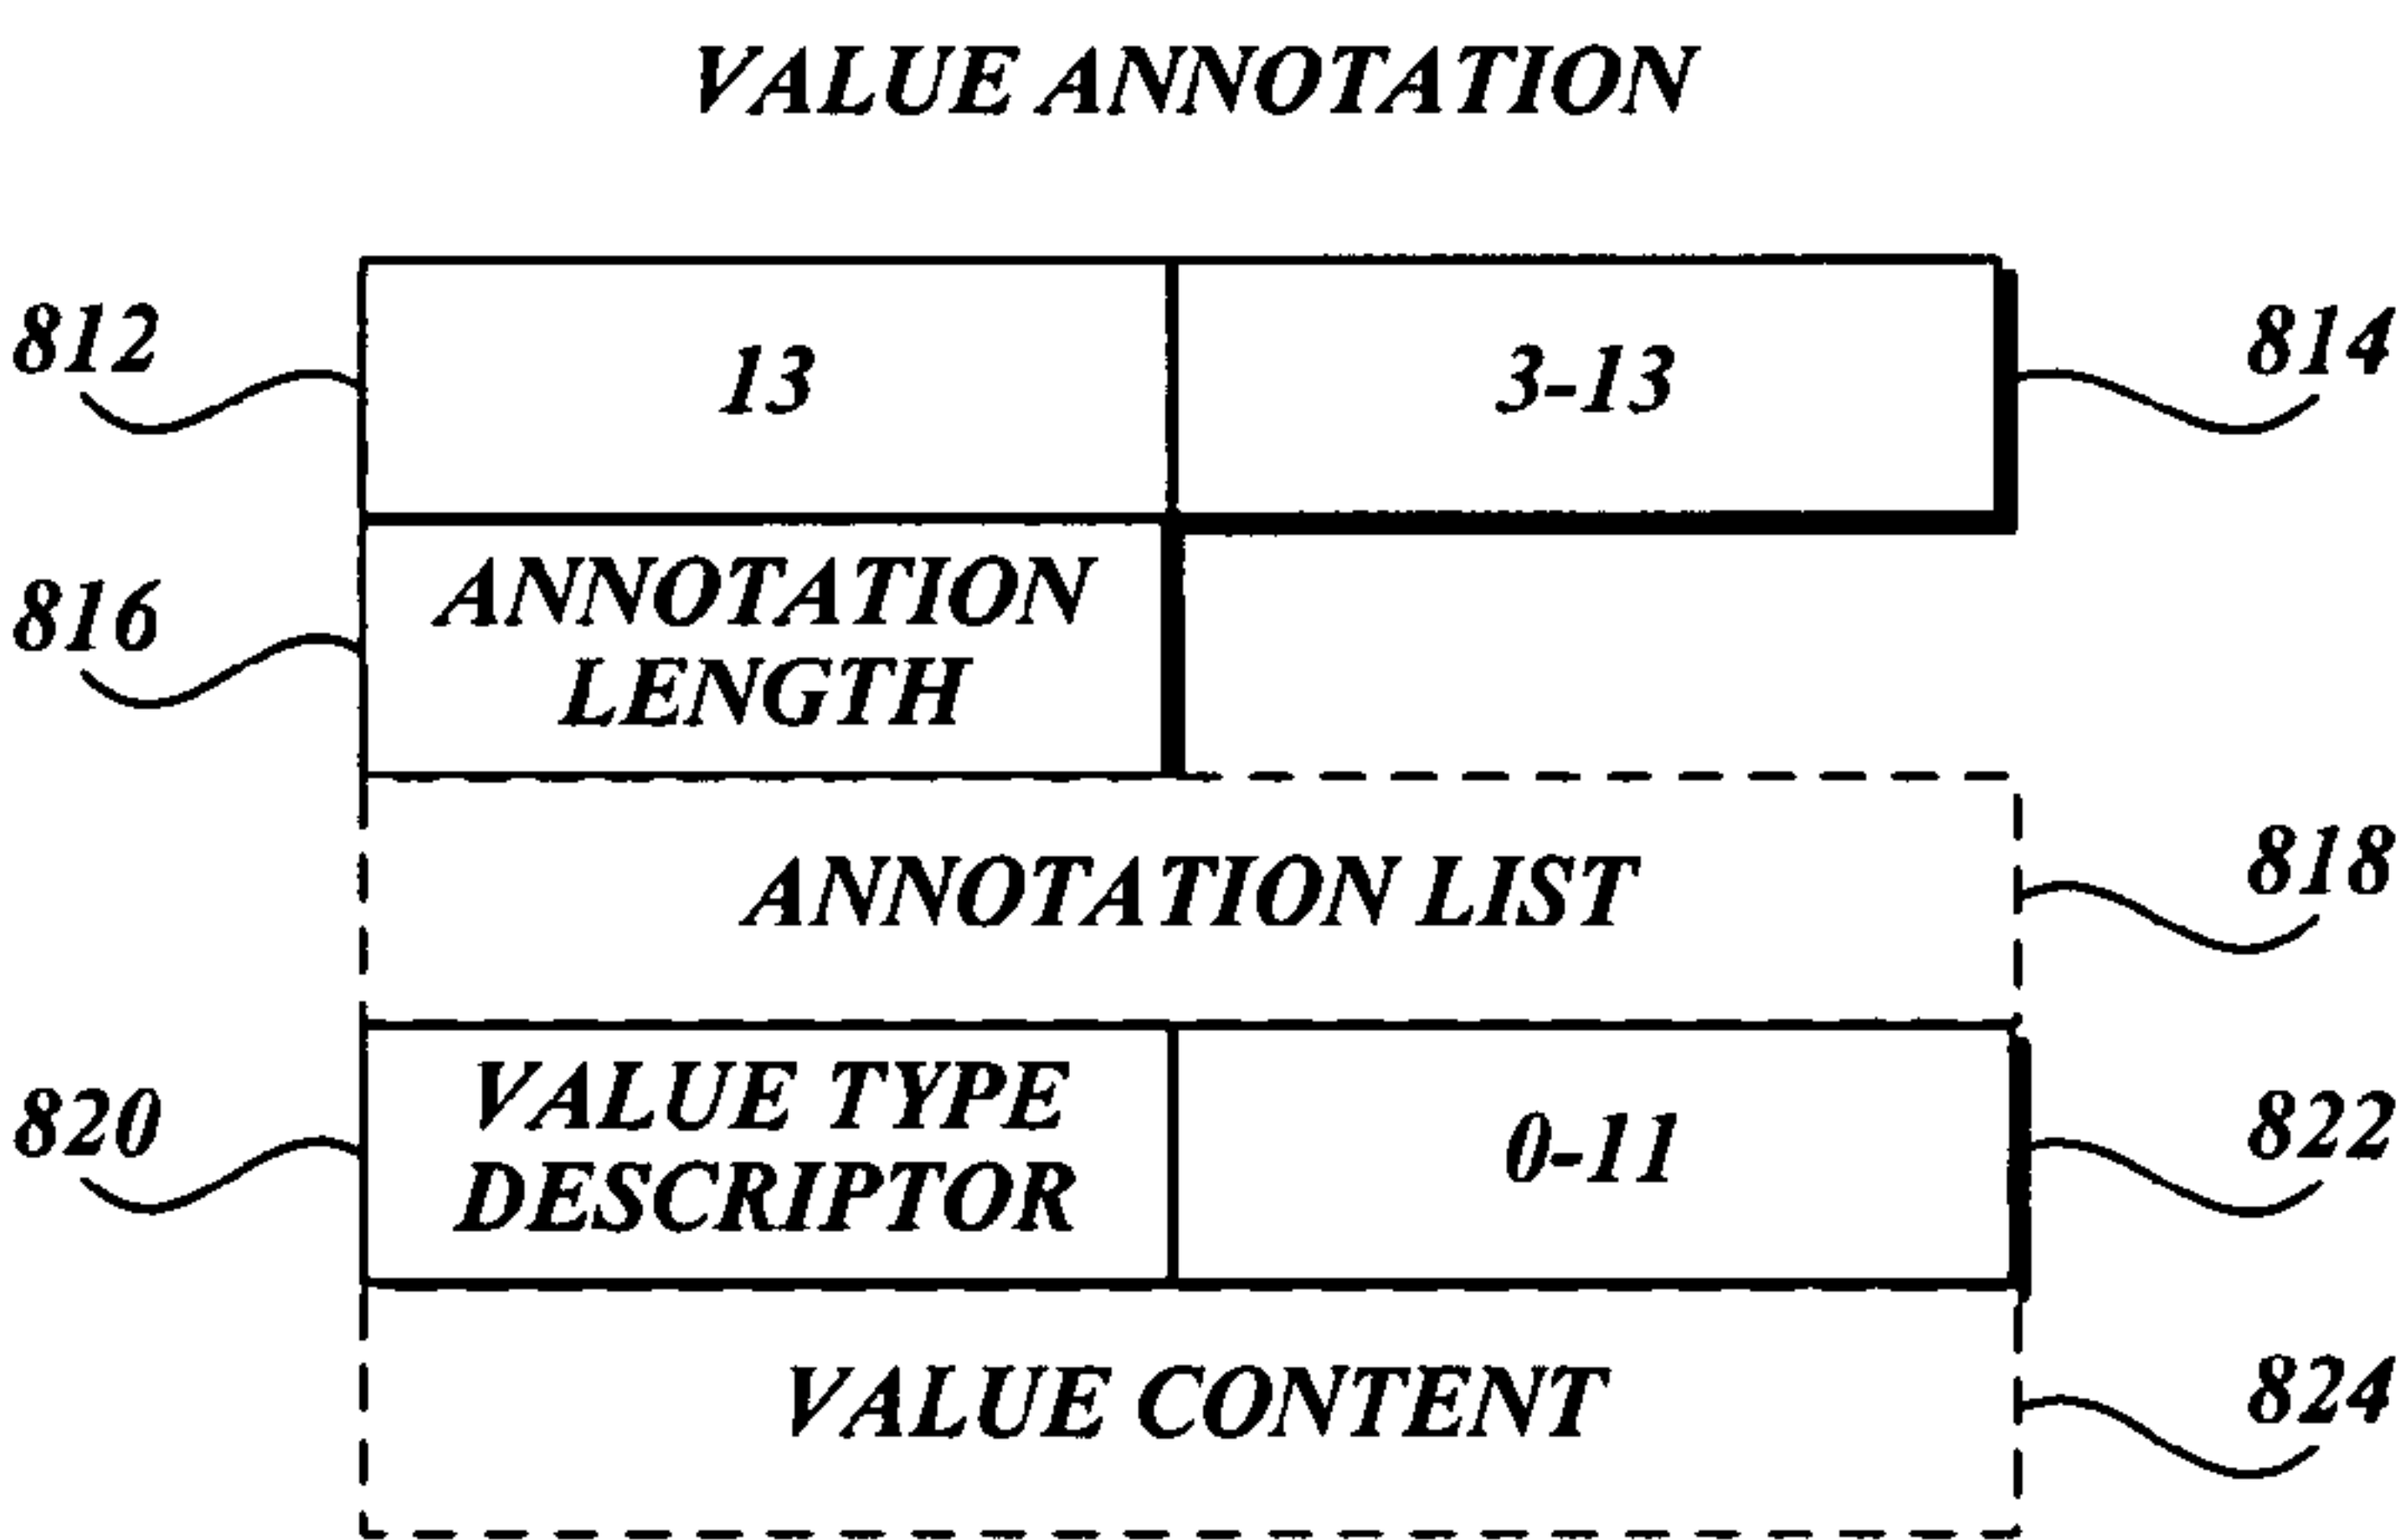 VALUE ANNOTATION
812 13 3-13 814
816 ANNOTATION
LENGTH
ANNOTATION LIST 818
820 VALUE TYPE
DESCRIPTOR 0-11 822
VALUE CONTENT 824